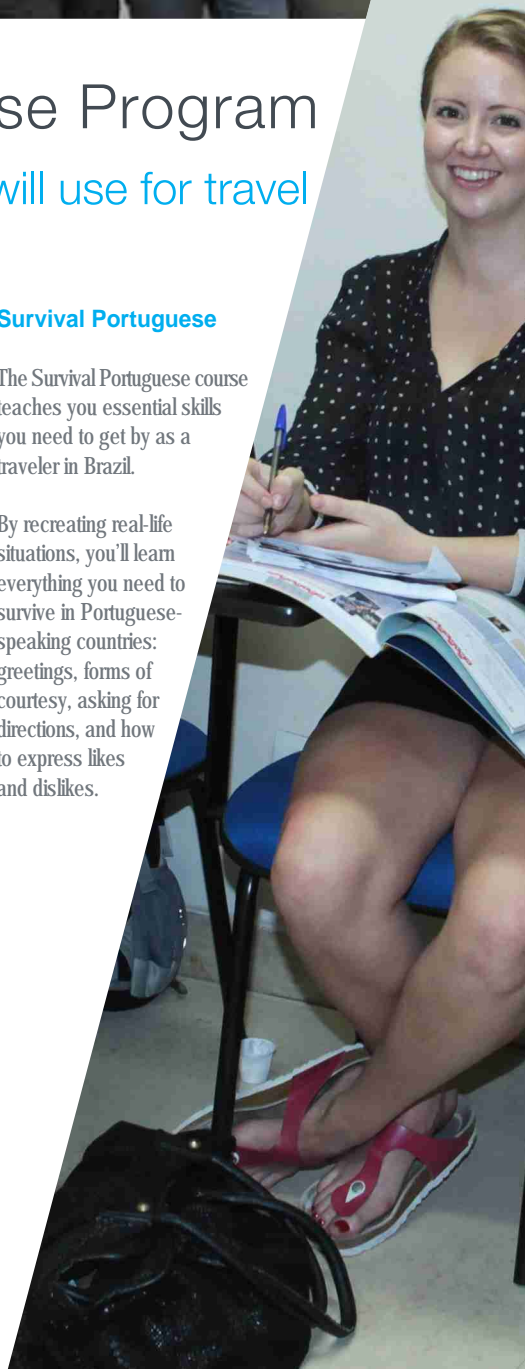 se Program
will use for travel
Survival Portuguese
The Survival Portuguese course
teaches you essential skills
you need to get by as a
traveler in Brazil.
By recreating real-life
situations, you'll learn
everything you need to
survive in Portuguese-
speaking countries:
greetings, forms of
courtesy, asking for
directions, and how
to express likes
and dislikes.